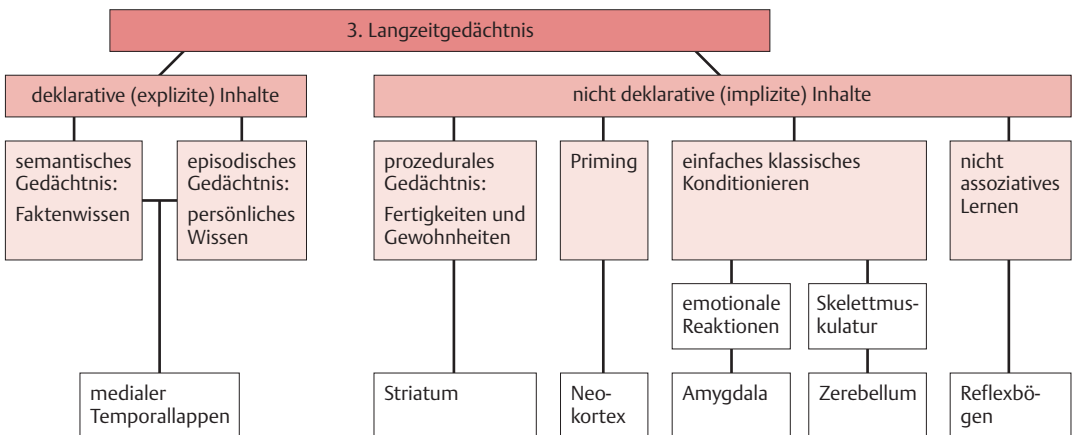 3. Langzeitgedächtnis
deklarative (explizite) Inhalte
nicht deklarative (implizite) Inhalte
semantisches
Gedächtnis:
Faktenwissen
episodisches
Gedächtnis:
persönliches
Wissen
prozedurales
Gedächtnis:
Fertigkeiten und
Gewohnheiten
Priming
einfaches klassisches
Konditionieren
nicht
assoziatives
Lernen
emotionale
Reaktionen
Skelettmus-
kulatur
medialer
Temporallappen
Striatum
Neo-
kortex
Amygdala
Zerebellum
Reflexbö-
gen